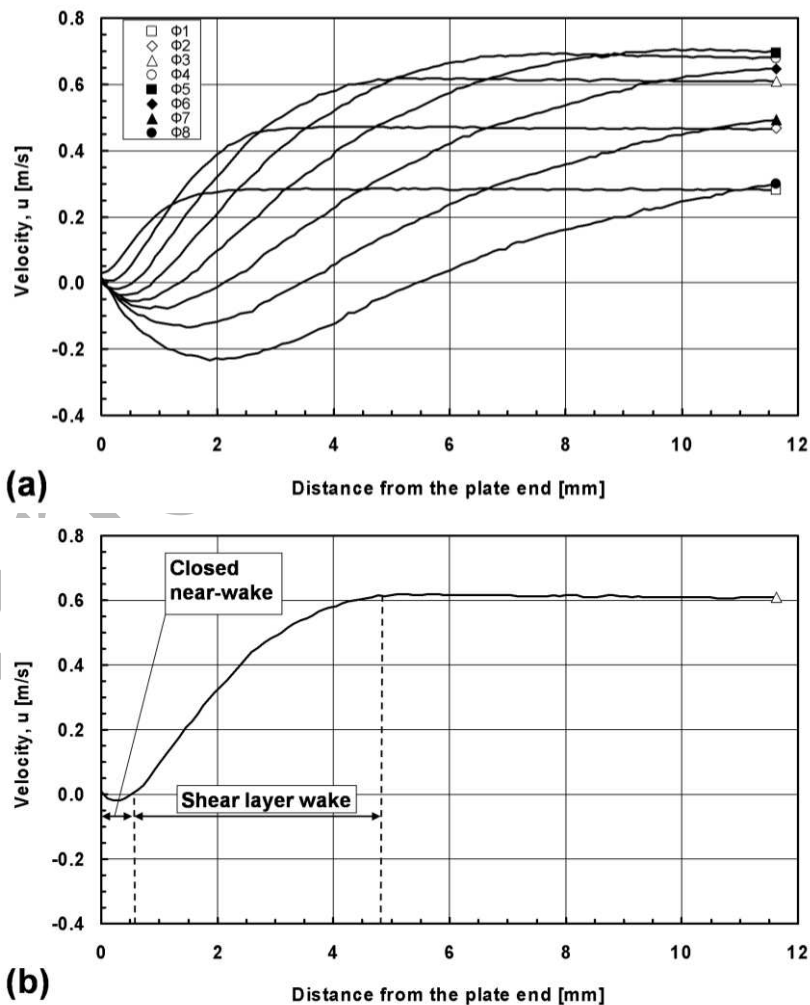 0.8
0.6
0.4
0.2
0.0
-0.2
-0.4
Velocity, u [m/s]
Φ1
Φ2
Φ3
Φ4
Φ5
Φ6
Φ7
Φ8
0 2 4 6 8 10 12
(a)
Distance from the plate end [mm]
0.8
0.6
0.4
0.2
0.0
-0.2
-0.4
Velocity, u [m/s]
Closed
near-wake
Shear layer wake
0 2 4 6 8 10 12
(b)
Distance from the plate end [mm]